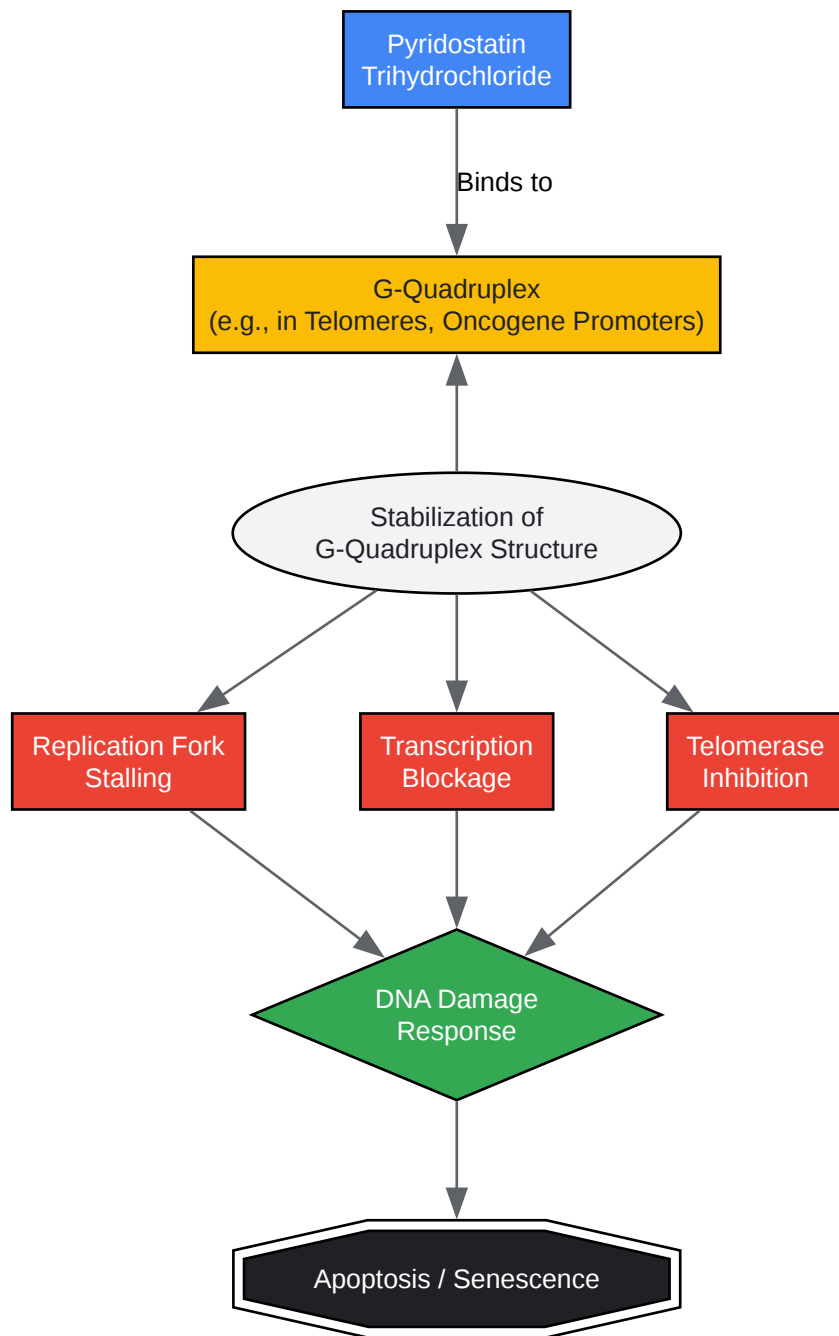 Pyridostatin
Trihydrochloride
Binds to
G-Quadruplex
(e.g., in Telomeres, Oncogene Promoters)
Stabilization of
G-Quadruplex Structure
Replication Fork
Stalling
Transcription
Blockage
Telomerase
Inhibition
DNA Damage
Response
Apoptosis / Senescence